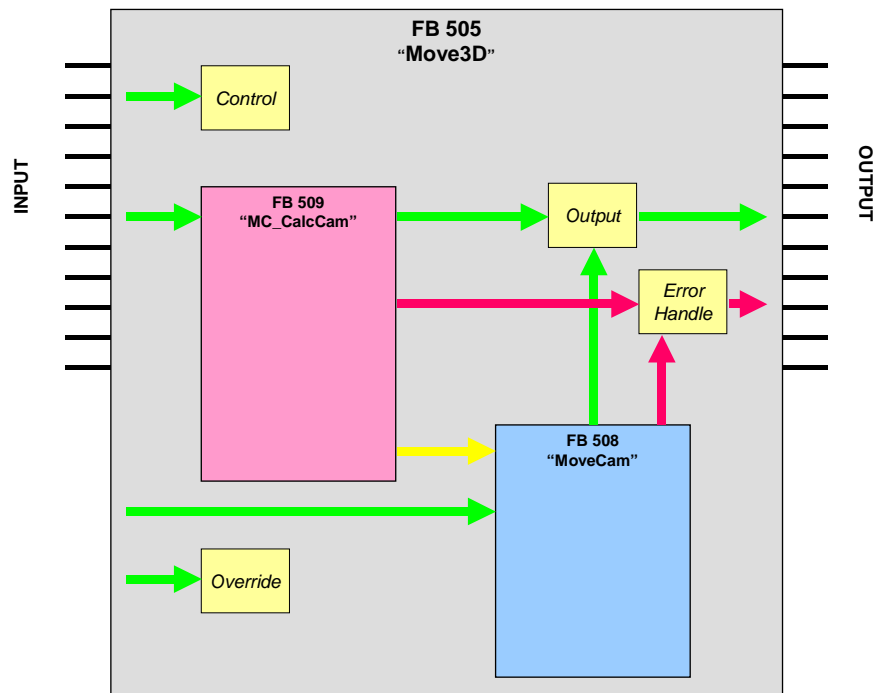 FB 505
“Move3D”
Control
INPUT
OUTPUT
FB 509
“MC_CalcCam”
Output
Error
Handle
FB 508
“MoveCam”
Override